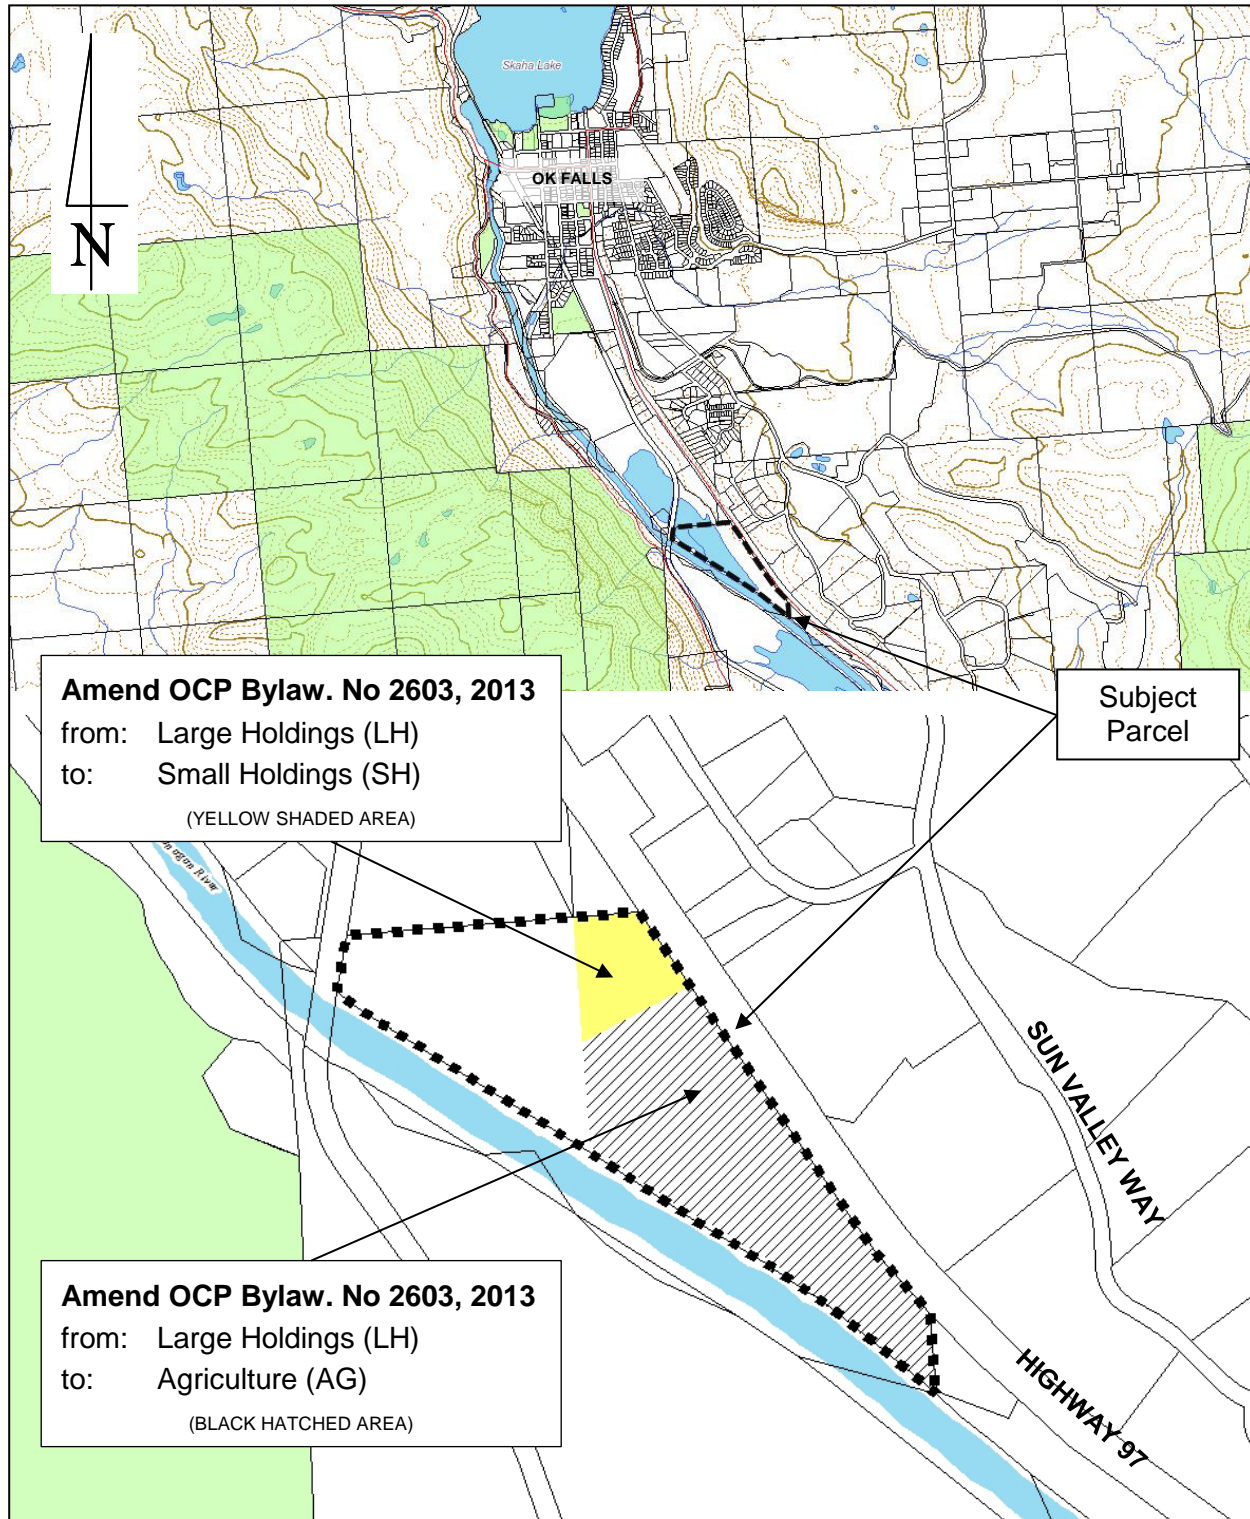 Skaha Lake
N
OK FALLS
Amend OCP Bylaw. No 2603, 2013
from: Large Holdings (LH)
to: Small Holdings (SH)
(YELLOW SHADED AREA)
Subject
Parcel
River
SUN VALLEY WAY
HIGHWAY 97
Amend OCP Bylaw. No 2603, 2013
from: Large Holdings (LH)
to: Agriculture (AG)
(BLACK HATCHED AREA)